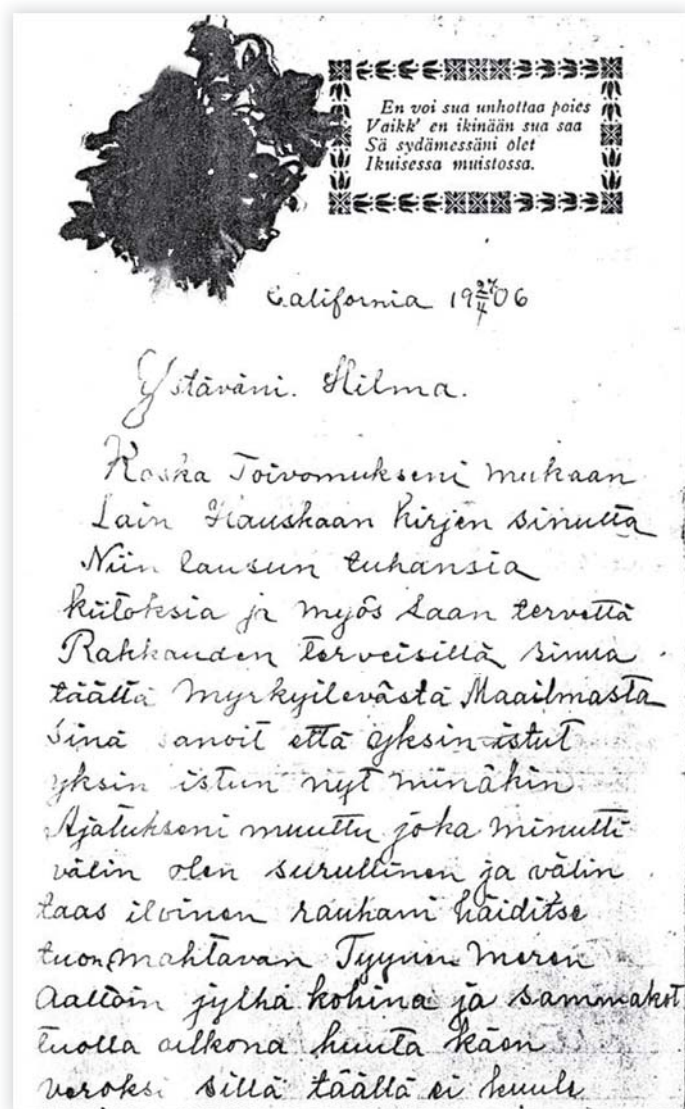 En voi sua unhottaa poies
Vaikk' en ikinään sua saa
Sä sydämessäni olet
Ikuisessa muistossa.
California 19 27/4 06
Ystäväni. Hilma.
Koska Toivomukseni mukaan
Sain Hauskaan Kirjen sinulta
Niin lausun tuhansia
kiitoksia ja myös saan tervettä
Rakkauden terveisillä sinua
täältä Myrkyilevästä Maailmasta
Sinä sanoit että yksin istut
yksin istun nyt minäkin
Ajatukseni muuttu joka minutti
välin olen surullinen ja välin
taas iloinen rauhani häiditse
tuon mahtavan Tyynen meren
Aaltoin jylhä kohina ja sammakot
tuolla ulkona huuta käen
veroksi sillä täällä ei kuule